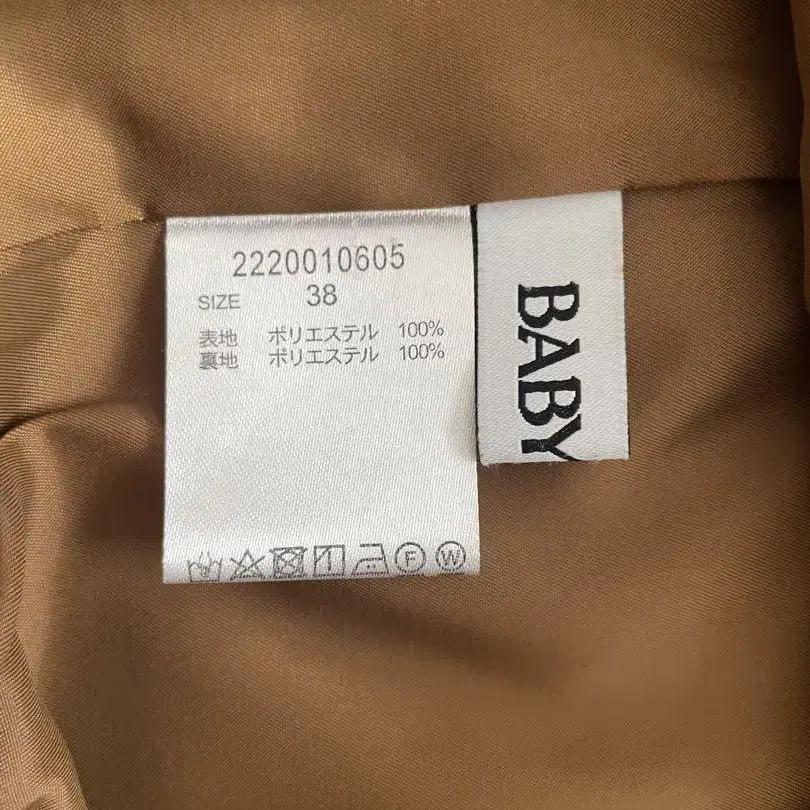 2220010605
SIZE 38
表地 ポリエステル 100%
裏地 ポリエステル 100%
F W
BABY